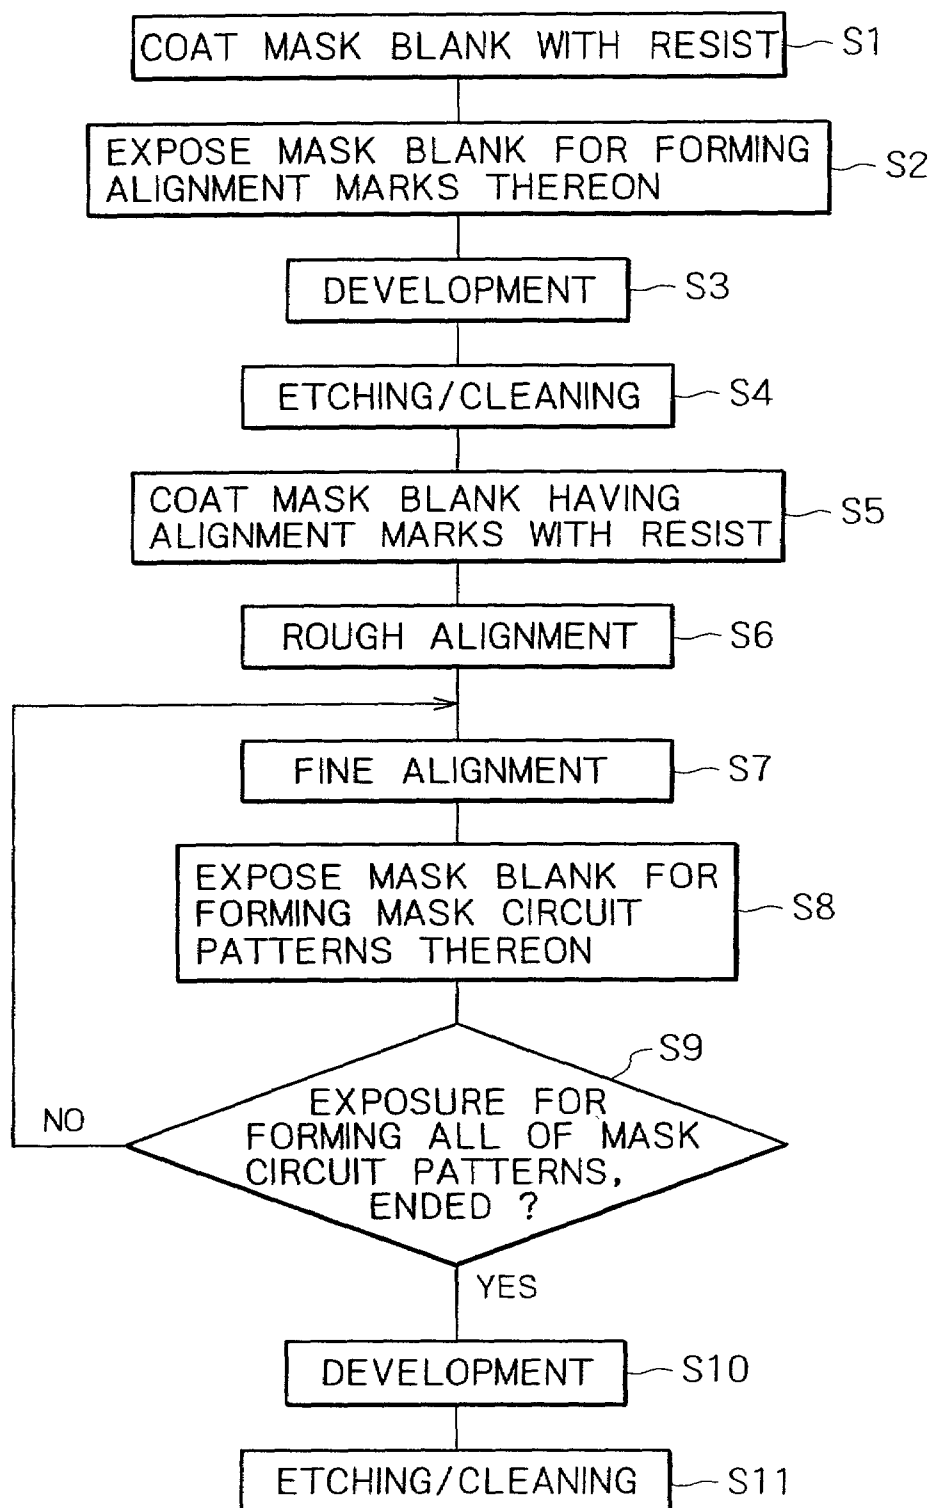 COAT MASK BLANK WITH RESIST S1
EXPOSE MASK BLANK FOR FORMING S2
ALIGNMENT MARKS THEREON
DEVELOPMENT S3
ETCHING/CLEANING S4
COAT MASK BLANK HAVING S5
ALIGNMENT MARKS WITH RESIST
ROUGH ALIGNMENT S6
FINE ALIGNMENT S7
EXPOSE MASK BLANK FOR
FORMING MASK CIRCUIT S8
PATTERNS THEREON
S9
EXPOSURE FOR
NO FORMING ALL OF MASK
CIRCUIT PATTERNS,
ENDED ?
YES
DEVELOPMENT S10
ETCHING/CLEANING S11